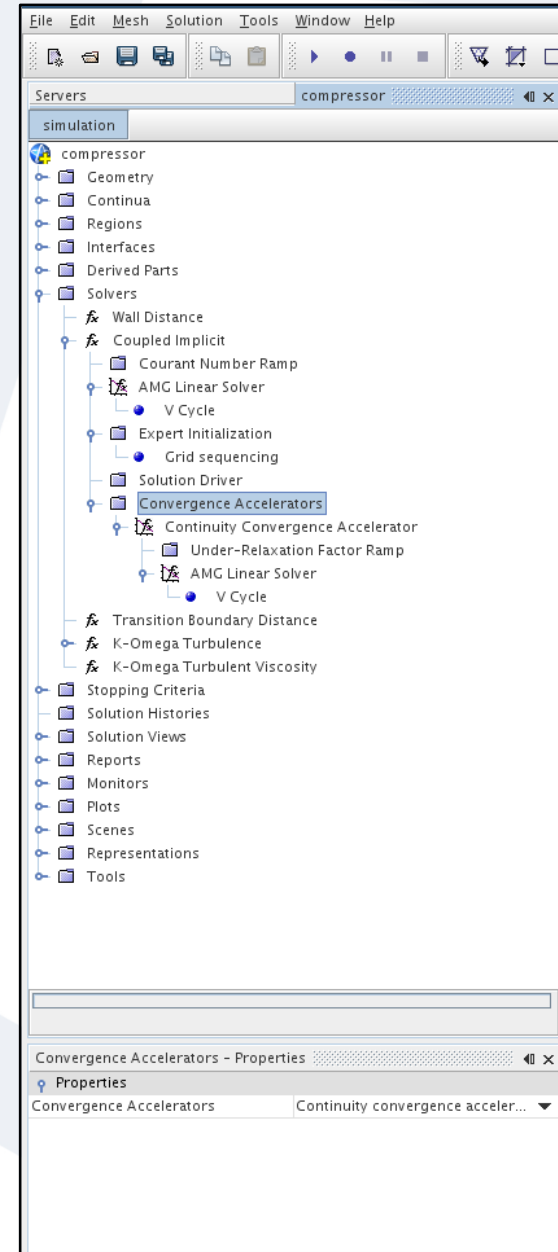 File Edit Mesh Solution Tools Window Help
Servers compressor
simulation
compressor
Geometry
Continua
Regions
Interfaces
Derived Parts
Solvers
Wall Distance
Coupled Implicit
Courant Number Ramp
AMG Linear Solver
V Cycle
Expert Initialization
Grid sequencing
Solution Driver
Convergence Accelerators
Continuity Convergence Accelerator
Under-Relaxation Factor Ramp
AMG Linear Solver
V Cycle
Transition Boundary Distance
K-Omega Turbulence
K-Omega Turbulent Viscosity
Stopping Criteria
Solution Histories
Solution Views
Reports
Monitors
Plots
Scenes
Representations
Tools
Convergence Accelerators - Properties
Properties
Convergence Accelerators Continuity convergence acceler...